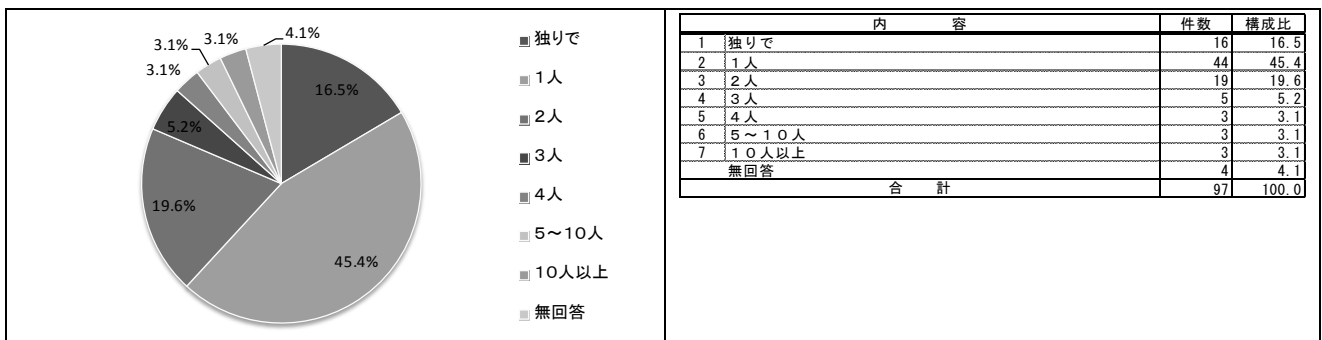 16.5%
45.4%
19.6%
5.2%
3.1%
3.1%
3.1%
4.1%
独りで
1人
2人
3人
4人
5～10人
10人以上
無回答
内　　容 件数 構成比
1 独りで 16 16.5
2 １人 44 45.4
3 ２人 19 19.6
4 ３人 5 5.2
5 ４人 3 3.1
6 ５～１０人 3 3.1
7 １０人以上 3 3.1
無回答 4 4.1
合　計 97 100.0